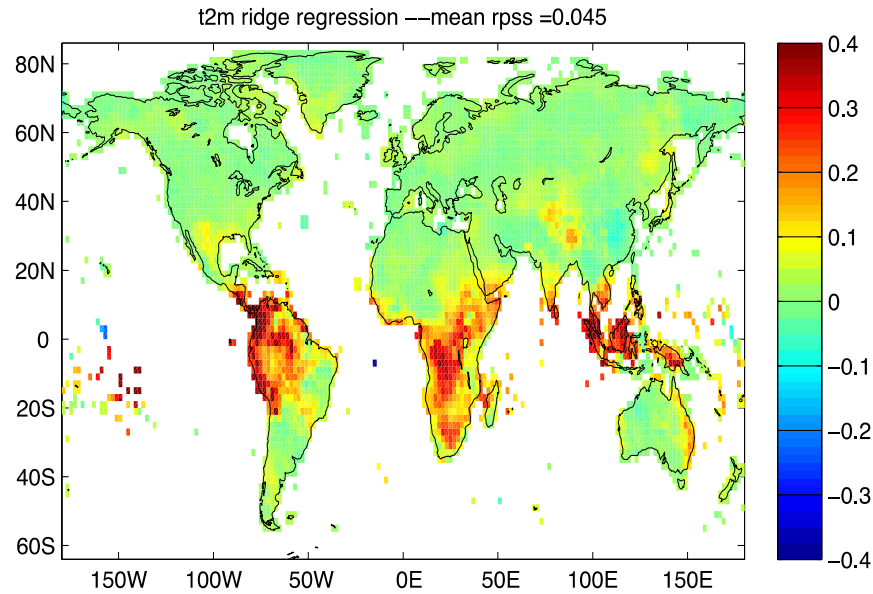 t2m ridge regression −−mean rpss =0.045
80N
60N
40N
20N
0
20S
40S
60S
150W
100W
50W
0E
50E
100E
150E
0.4
0.3
0.2
0.1
0
−0.1
−0.2
−0.3
−0.4